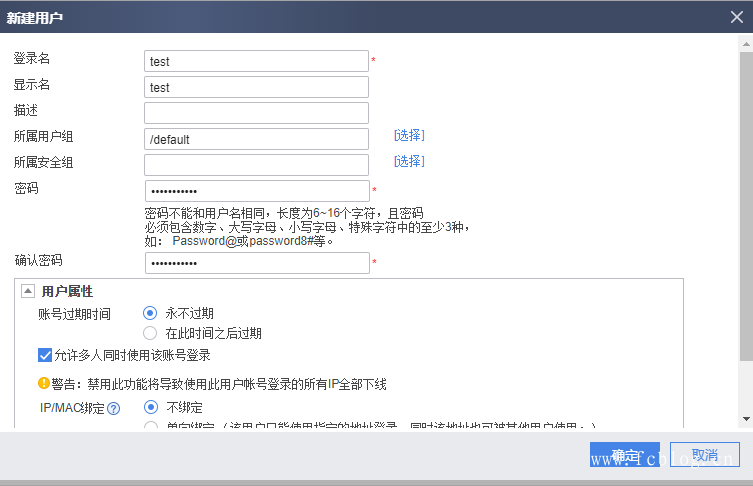 新建用户
登录名 test *
显示名 test
描述
所属用户组 /default [选择]
所属安全组 [选择]
密码 ••••••••••• *
密码不能和用户名相同，长度为6~16个字符，且密码
必须包含数字、大写字母、小写字母、特殊字符中的至少3种，
如： Password@或password8#等。
确认密码 ••••••••••• *
用户属性
账号过期时间 永不过期
在此时间之后过期
允许多人同时使用该账号登录
警告：禁用此功能将导致使用此用户帐号登录的所有IP全部下线
IP/MAC绑定 ? 不绑定
单向绑定（该用户只能使用指定的地址登录，同时该地址也可被其他用户使用；）
确定 取消
www.fcblog.cn